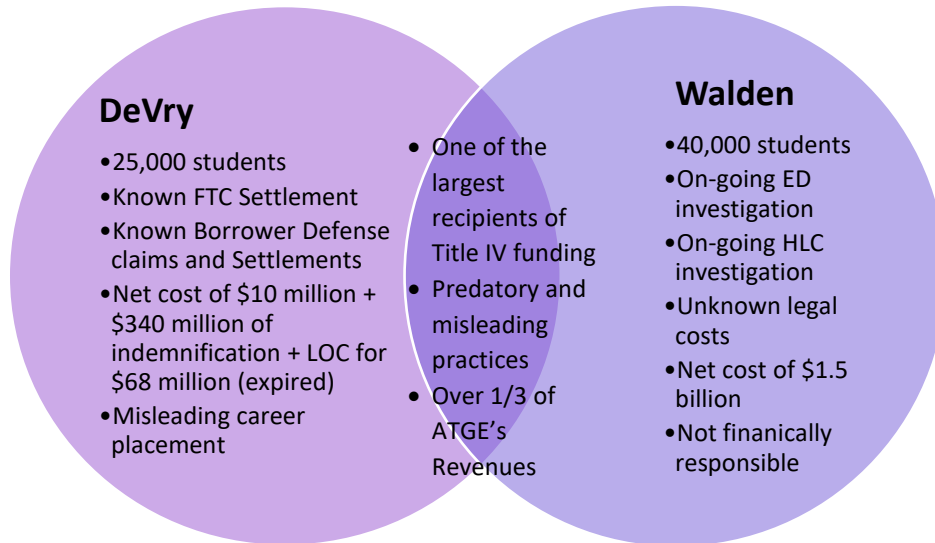 DeVry
•25,000 students
•Known FTC Settlement
•Known Borrower Defense
claims and Settlements
•Net cost of $10 million +
$340 million of
indemnification + LOC for
$68 million (expired)
•Misleading career
placement
• One of the
largest
recipients of
Title IV funding
• Predatory and
misleading
practices
• Over 1/3 of
ATGE’s
Revenues
Walden
•40,000 students
•On-going ED
investigation
•On-going HLC
investigation
•Unknown legal
costs
•Net cost of $1.5
billion
•Not finanically
responsible